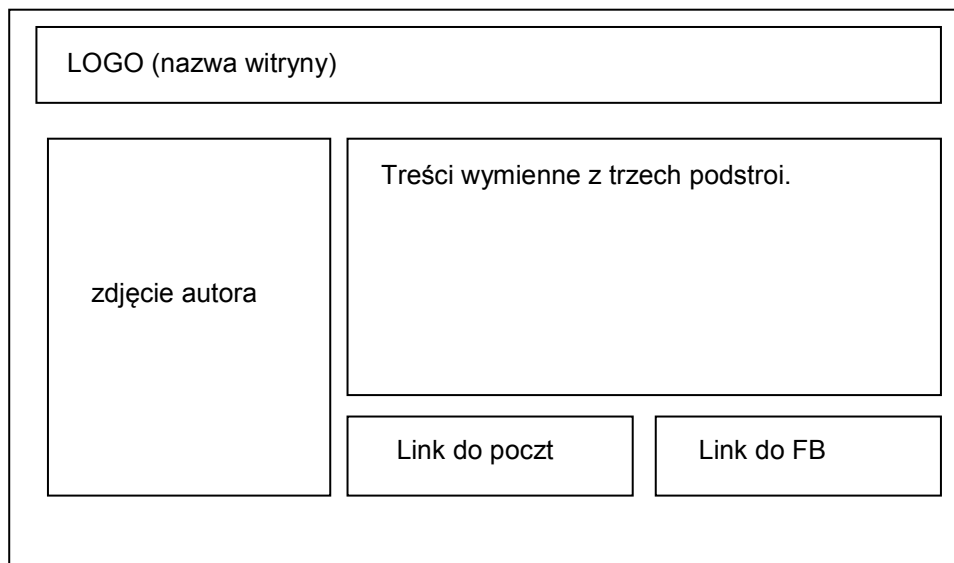 LOGO (nazwa witryny)
Treści wymienne z trzech podstroi.
zdjęcie autora
Link do poczt
Link do FB